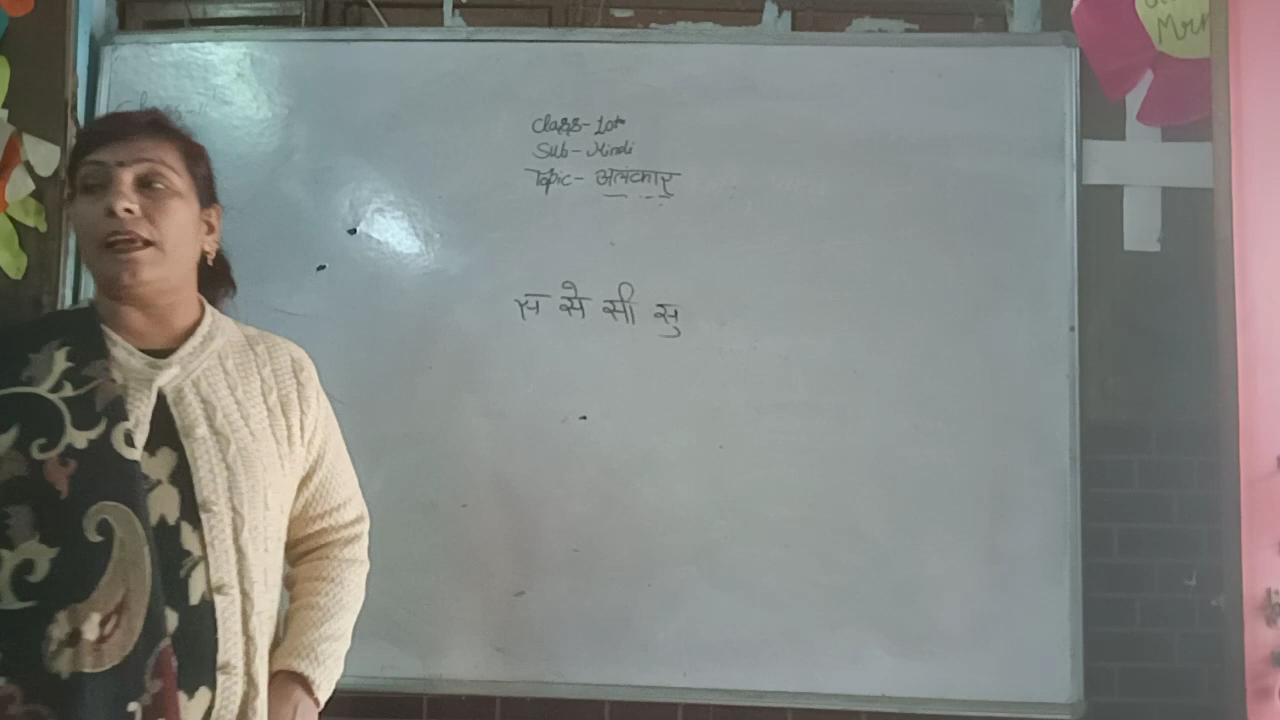 Class-10th
Sub-Hindi
Topic-अलंकार
स से सी सु